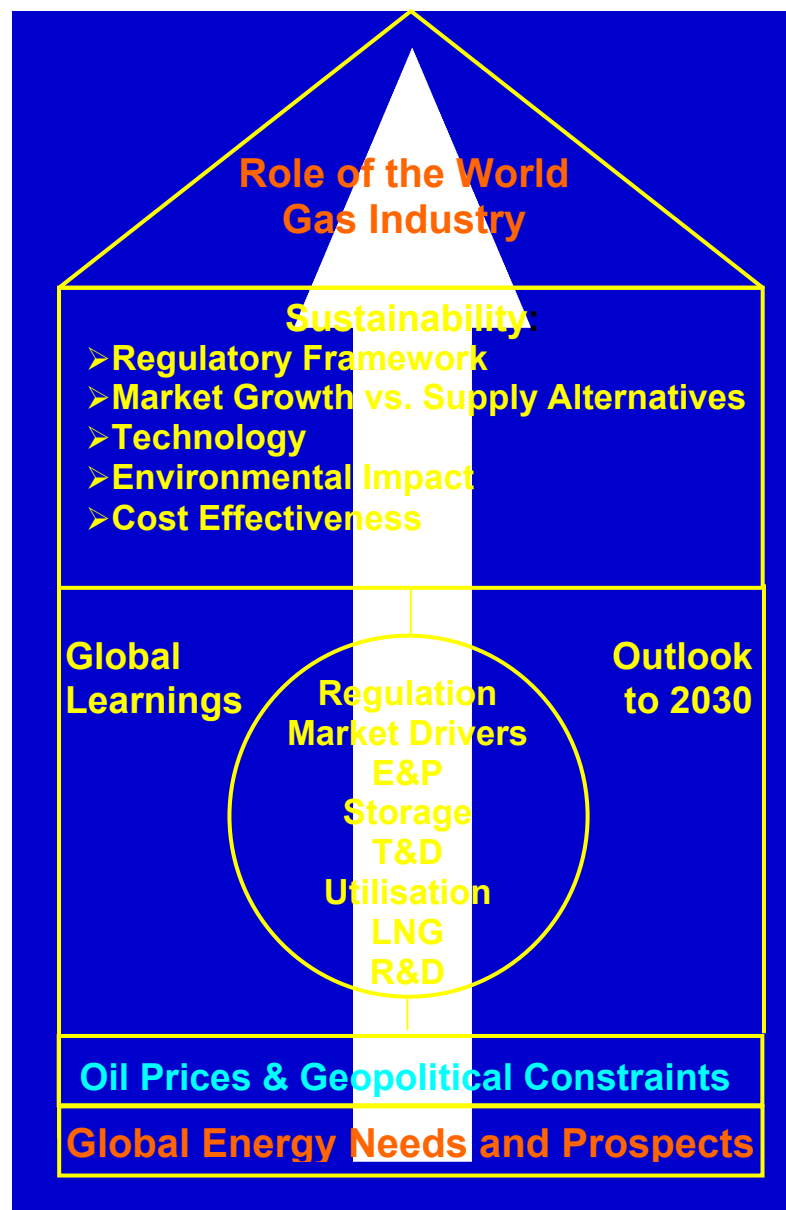 Role of the World
Gas Industry
Sustainability:
➢Regulatory Framework
➢Market Growth vs. Supply Alternatives
➢Technology
➢Environmental Impact
➢Cost Effectiveness
Global
Learnings
Outlook
to 2030
Regulation
Market Drivers
E&P
Storage
T&D
Utilisation
LNG
R&D
Oil Prices & Geopolitical Constraints
Global Energy Needs and Prospects